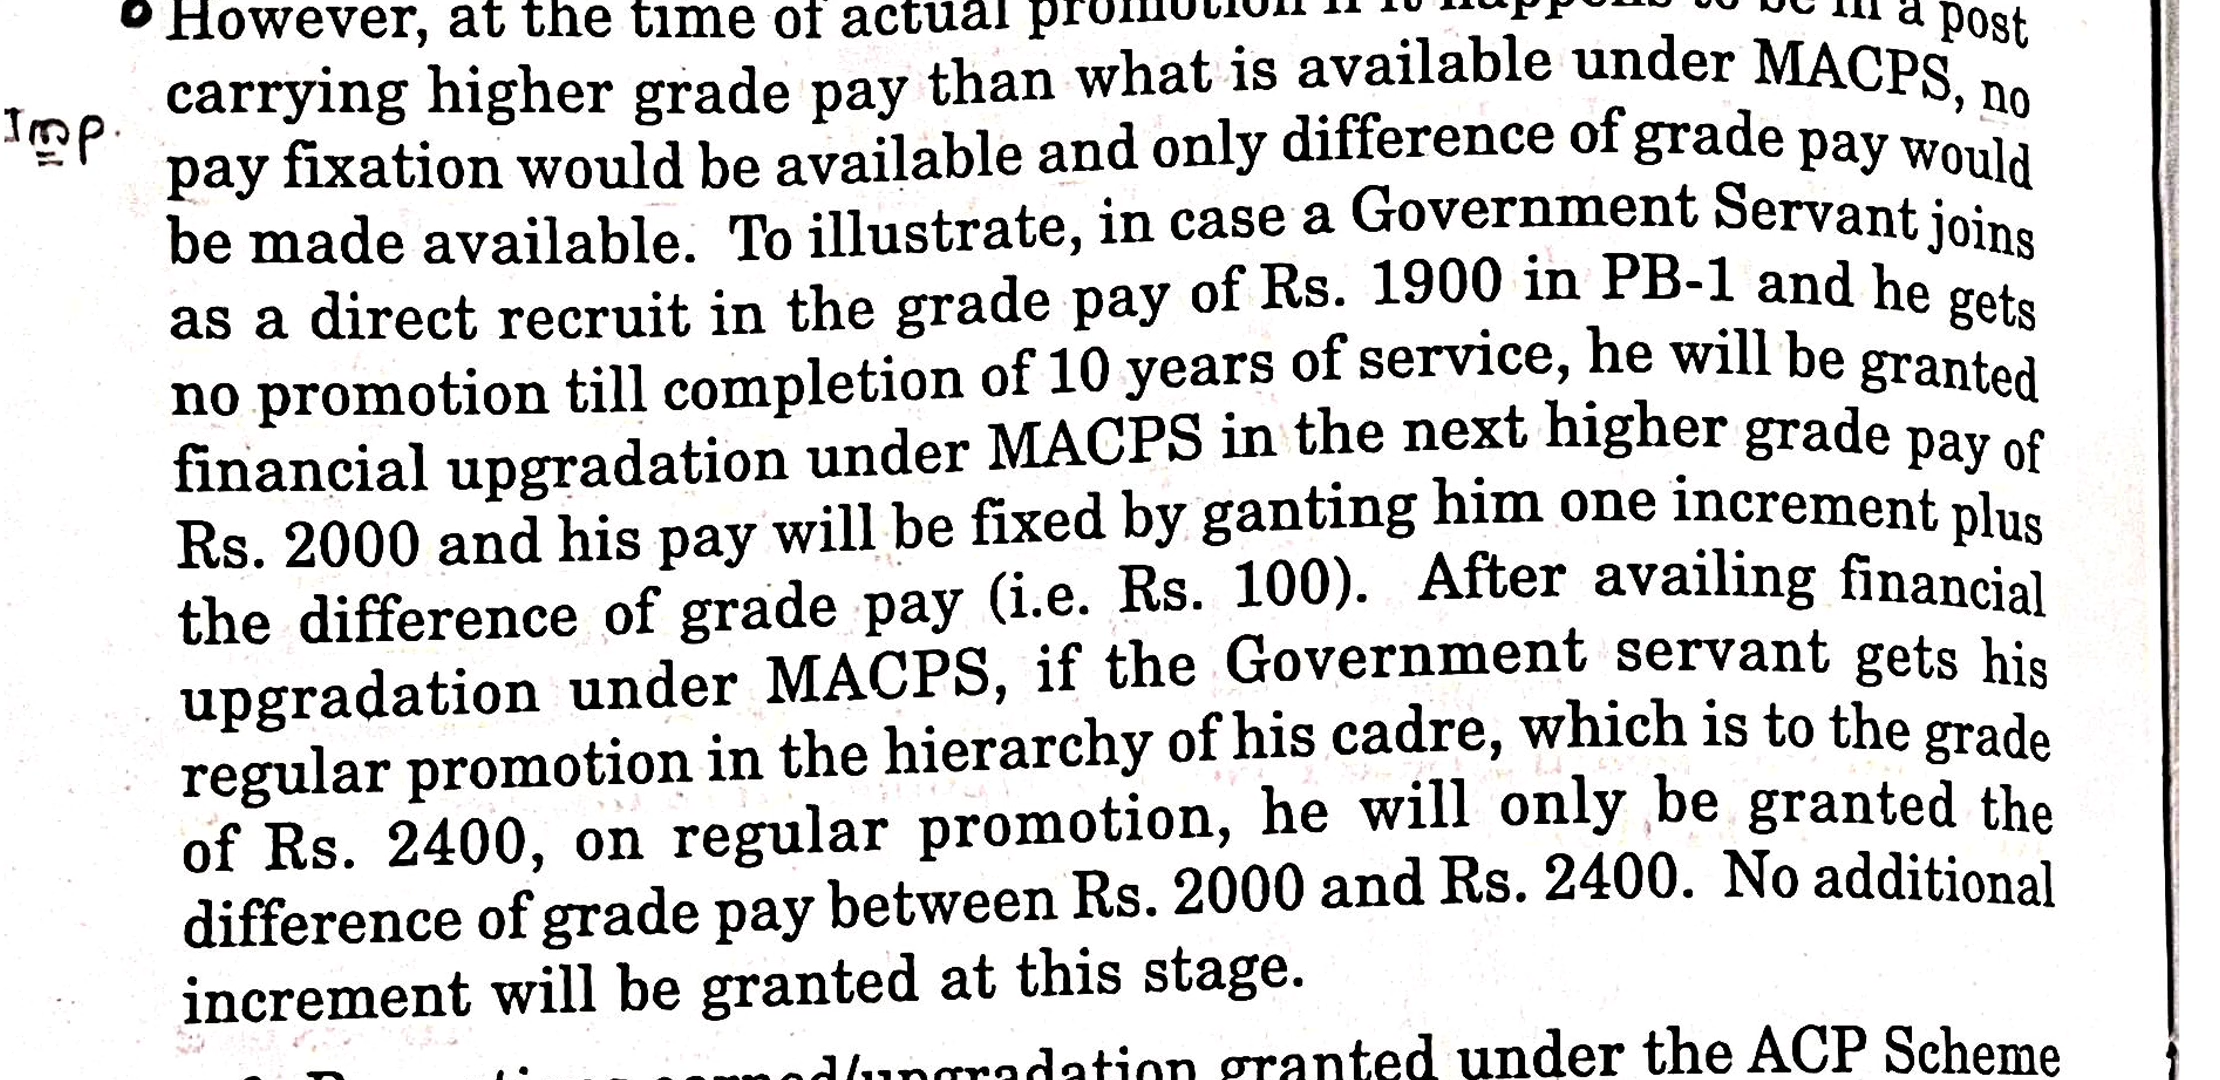 However, at the time of actual promotion if it happens to be in a post
carrying higher grade pay than what is available under MACPS, no
Imp.
pay fixation would be available and only difference of grade pay would
be made available. To illustrate, in case a Government Servant joins
as a direct recruit in the grade pay of Rs. 1900 in PB-1 and he gets
no promotion till completion of 10 years of service, he will be granted
financial upgradation under MACPS in the next higher grade pay of
Rs. 2000 and his pay will be fixed by ganting him one increment plus
the difference of grade pay (i.e. Rs. 100). After availing financial
upgradation under MACPS, if the Government servant gets his
regular promotion in the hierarchy of his cadre, which is to the grade
of Rs. 2400, on regular promotion, he will only be granted the
difference of grade pay between Rs. 2000 and Rs. 2400. No additional
increment will be granted at this stage.
earned/upgradation granted under the ACP Scheme